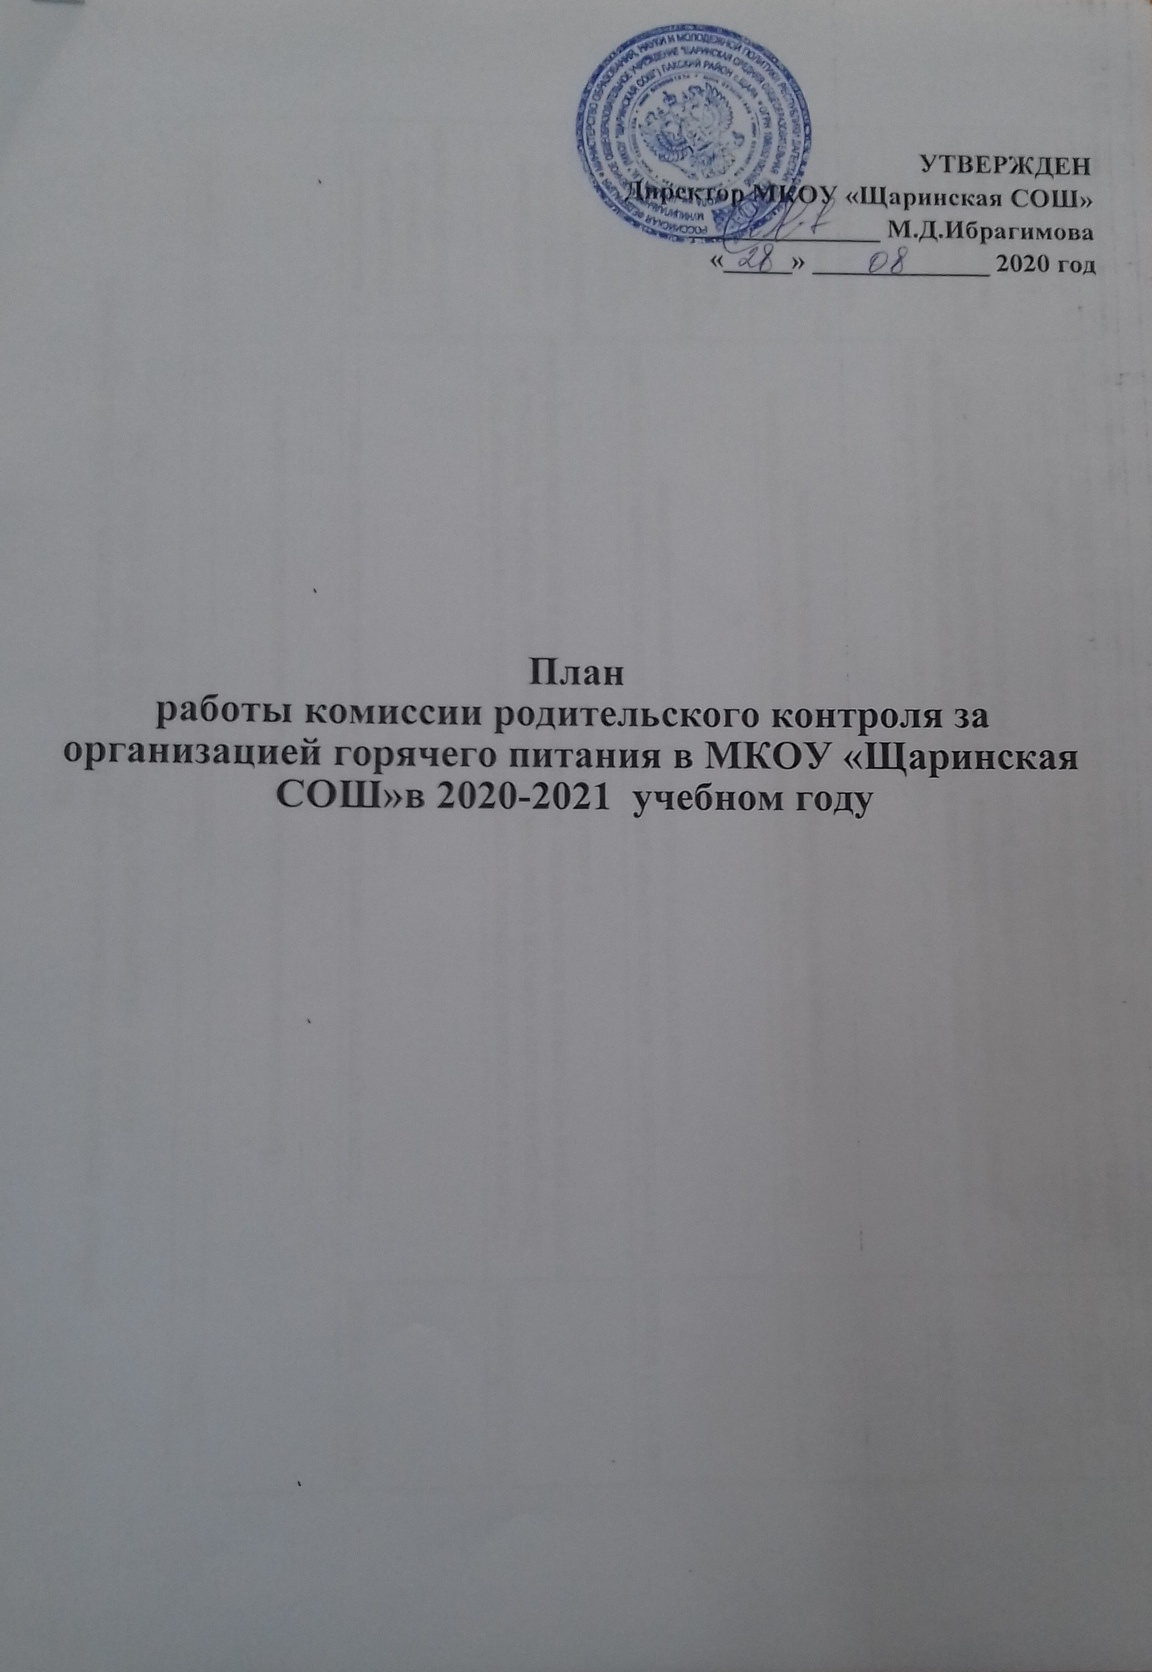 УТВЕРЖДЕН
Директор МКОУ «Щаринская СОШ»
______________ М.Д.Ибрагимова
«28» 08 2020 год
План
работы комиссии родительского контроля за
организацией горячего питания в МКОУ «Щаринская
СОШ»в 2020-2021 учебном году